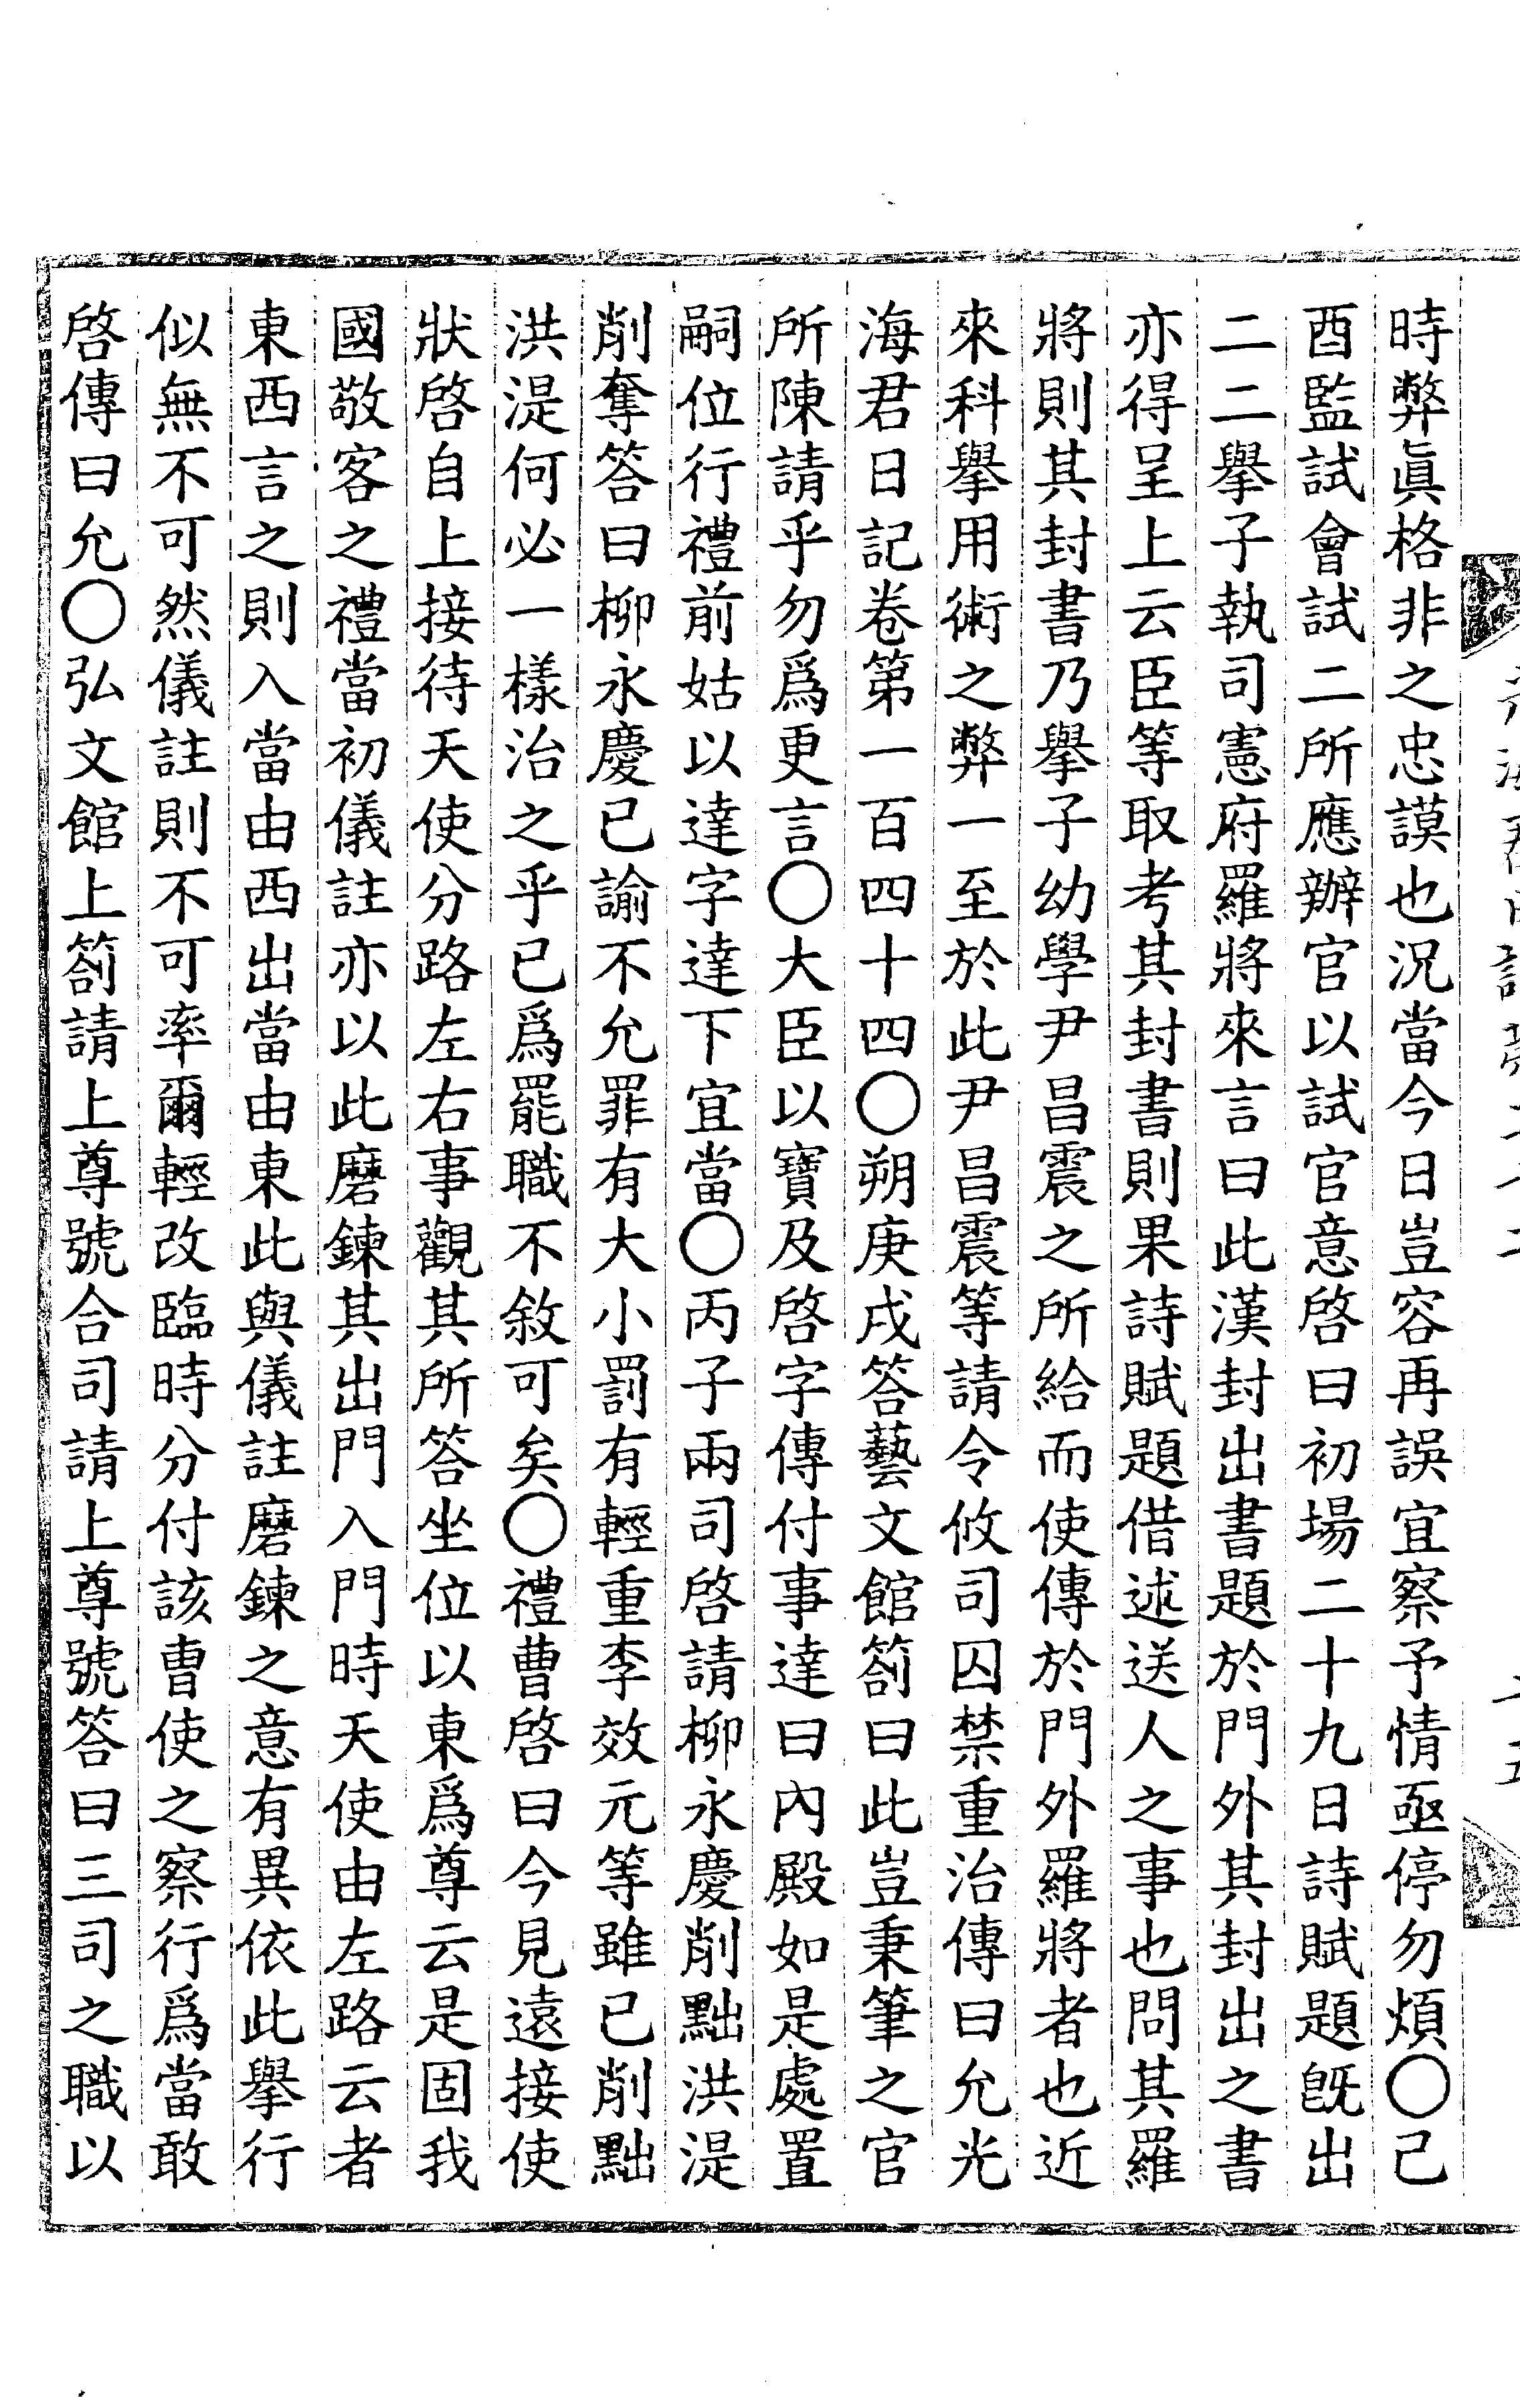 時弊眞格非之忠謨也況當今日豈容再誤宜察予情亟停勿煩〇己
酉監試會試二所應辦官以試官意啓曰初場二十九日詩賦題旣出
二二擧子執司憲府羅將來言曰此漢封出書題於門外其封出之書
亦得呈上云臣等取考其封書則果詩賦題借述送人之事也問其羅
將則其封書乃擧子幼學尹昌震之所給而使傳於門外羅將者也近
來科擧用術之弊一至於此尹昌震等請令攸司囚禁重治傳曰允光
海君日記卷第一百四十四〇朔庚戌答藝文館箚曰此豈秉筆之官
所陳請乎勿爲更言〇大臣以寶及啓字傳付事達曰內殿如是處置
嗣位行禮前姑以達字達下宜當〇丙子兩司啓請柳永慶削黜洪湜
削奪答曰柳永慶已諭不允罪有大小罰有輕重李效元等雖已削黜
洪湜何必一樣治之乎已爲罷職不敘可矣〇禮曹啓曰今見遠接使
狀啓自上接待天使分路左右事觀其所答坐位以東爲尊云是固我
國敬客之禮當初儀註亦以此磨鍊其出門入門時天使由左路云者
東西言之則入當由西出當由東此與儀註磨鍊之意有異依此擧行
似無不可然儀註則不可率爾輕改臨時分付該曹使之察行爲當敢
啓傳曰允〇弘文館上箚請上尊號合司請上尊號答曰三司之職以